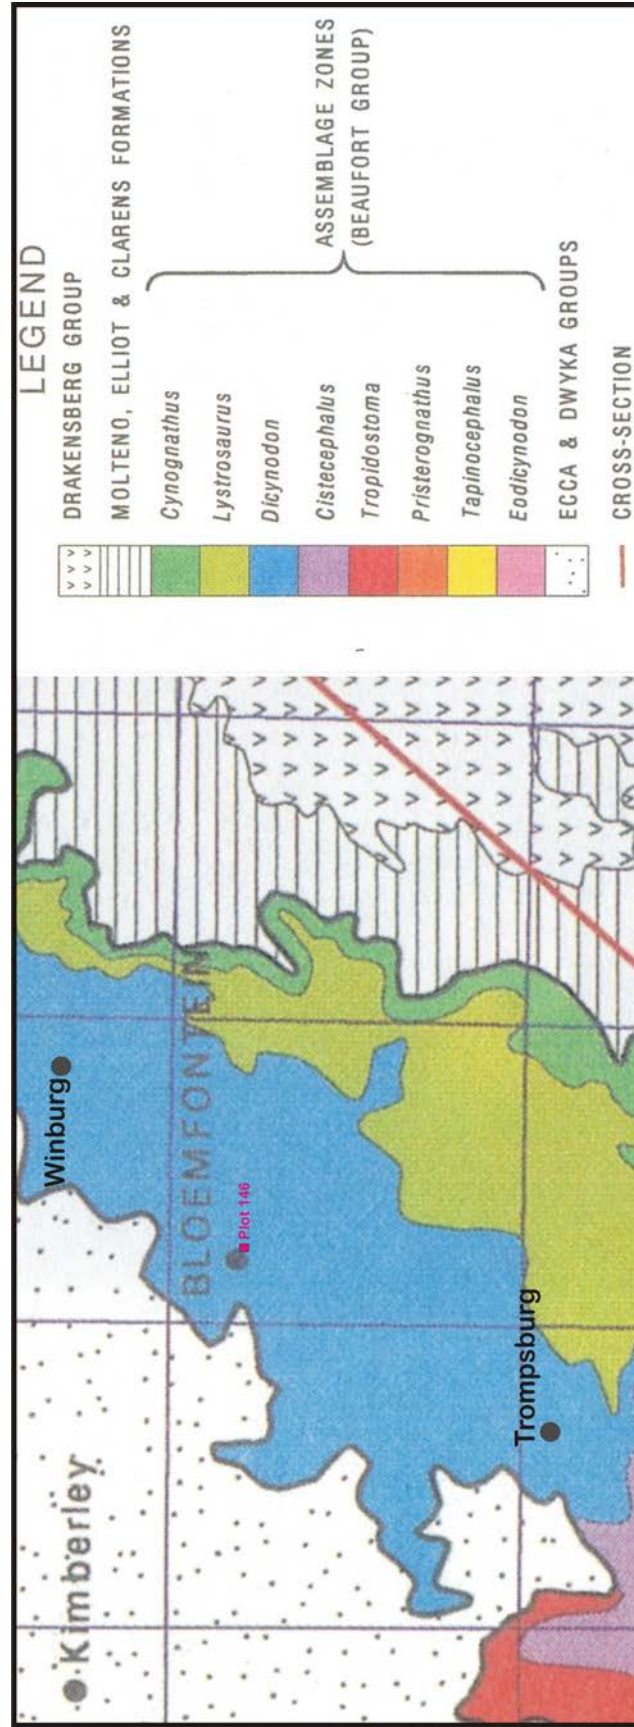 LEGEND
DRAKENSBERG GROUP
MOLTENO, ELLIOT & CLARENS FORMATIONS
Cynognathus
Lystrosaurus
Dicynodon
Cistecephalus
Tropidostoma
Pristerognathus
Tapinocephalus
Eodicynodon
ASSEMBLAGE ZONES
(BEAUFORT GROUP)
ECCA & DWYKA GROUPS
CROSS-SECTION
Kimberley
Winburg
BLOEMFONTEIN
Plot 146
Trompsburg